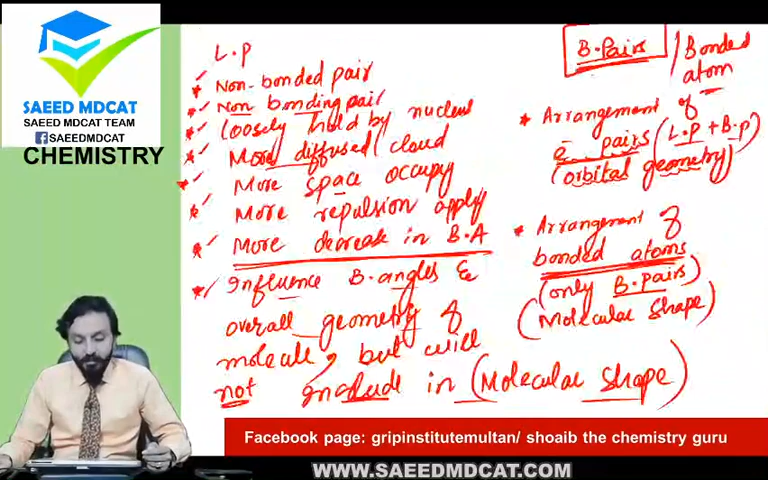 SAEED MDCAT
SAEED MDCAT TEAM
f SAEEDMDCAT
CHEMISTRY
L.P
Non-bonded pair
Non bonding pair
loosely hold by nucleus
More diffused / cloud
More space occupy
More repulsion apply
More decrease in B.A
Influence B.angles &
overall geometry of
molecule, but will
not include in (Molecular shape)
B.Pairs / Bonded
atom
* Arrangement of
e- pairs (L.P + B.p)
(orbital geometry)
* Arrangement of
bonded atoms
(only B.pairs)
(Molecular Shape)
Facebook page: gripinstitutemultan/ shoaib the chemistry guru
WWW.SAEEDMDCAT.COM